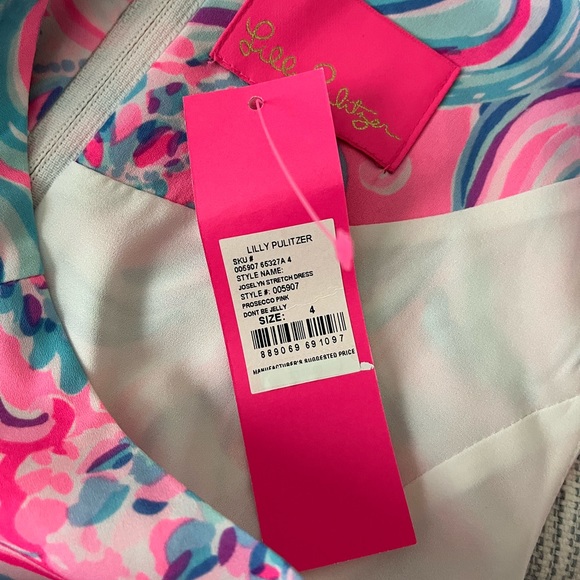 Lilly Pulitzer
LILLY PULITZER
SKU #
005907 65327A 4
STYLE NAME:
JOSELYN STRETCH DRESS
STYLE #: 005907
PROSECCO PINK
DONT BE JELLY
SIZE: 4
889069 691097
MANUFACTURER'S SUGGESTED PRICE